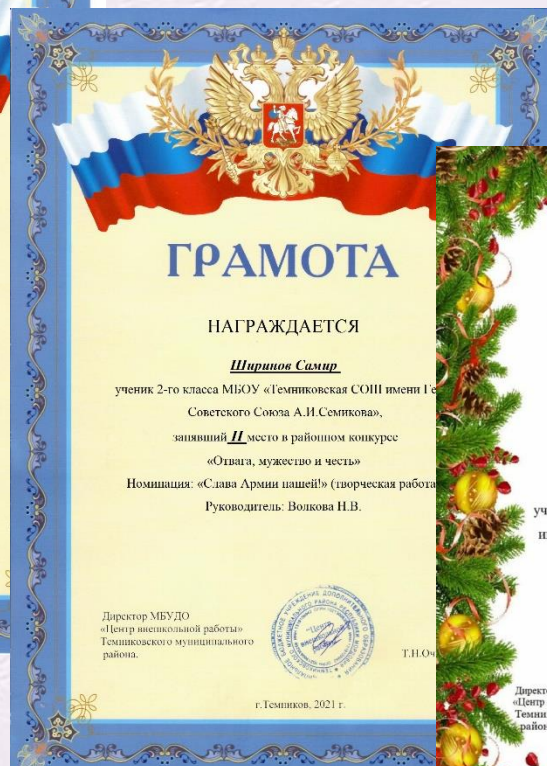 ГРАМОТА
НАГРАЖДАЕТСЯ
Ширинов Самир
ученик 2-го класса МБОУ «Темниковская СОШ имени Ге
Советского Союза А.И.Семикова»,
занявший II место в районном конкурсе
«Отвага, мужество и честь»
Номинация: «Слава Армии нашей!» (творческая работа
Руководитель: Волкова Н.В.
Директор МБУДО
«Центр внешкольной работы»
Темниковского муниципального
района.
Т.Н.Оч
г.Темников, 2021 г.
уч
Директ
«Центр
Темни
район